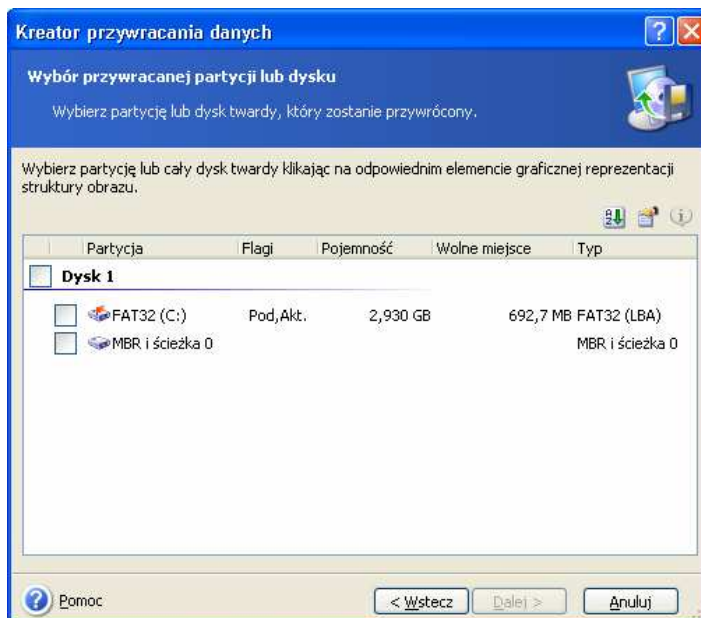 Kreator przywracania danych
Wybór przywracanej partycji lub dysku
Wybierz partycję lub dysk twardy, który zostanie przywrócony.
Wybierz partycję lub cały dysk twardy klikając na odpowiednim elemencie graficznej reprezentacji
struktury obrazu.
Partycja Flagi Pojemność Wolne miejsce Typ
Dysk 1
FAT32 (C:) Pod,Akt. 2,930 GB 692,7 MB FAT32 (LBA)
MBR i ścieżka 0 MBR i ścieżka 0
Pomoc < Wstecz Dalej > Anuluj